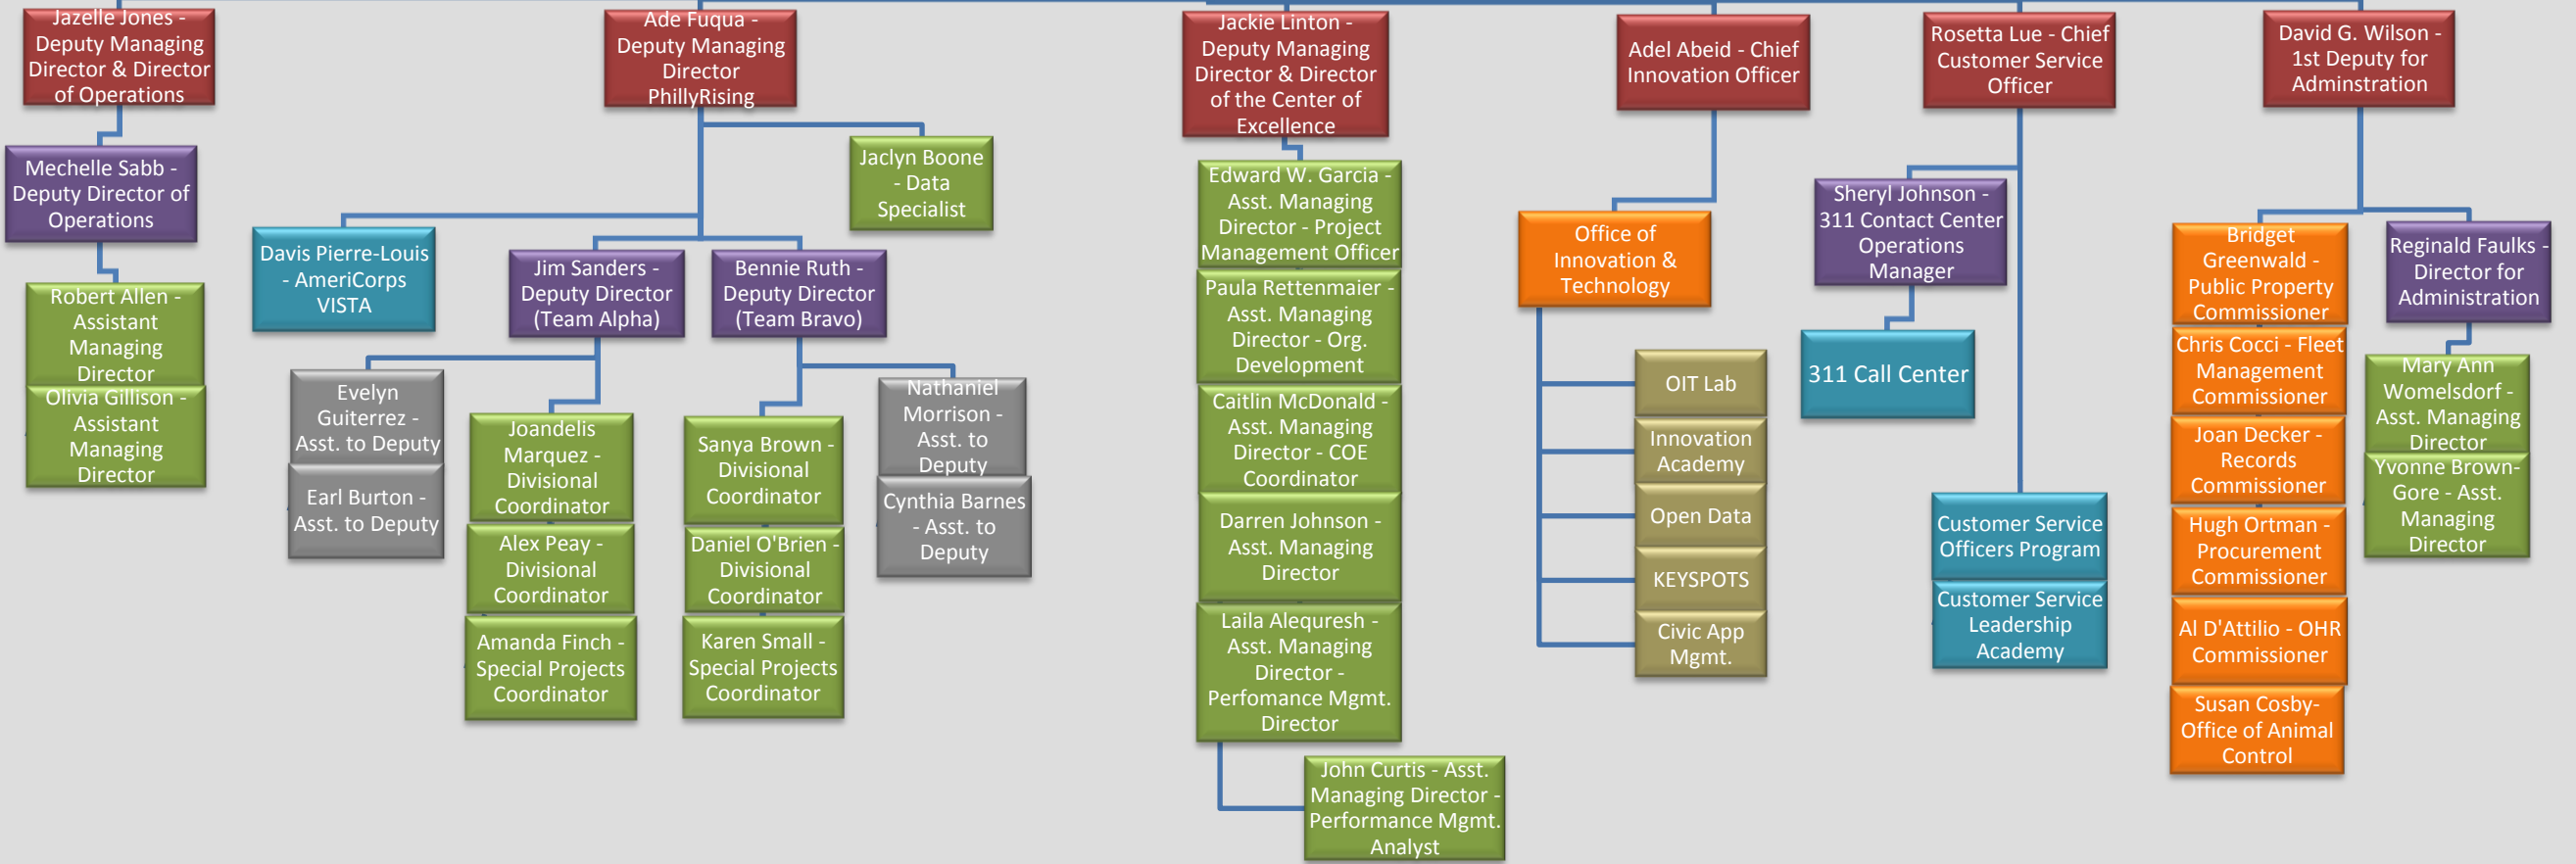 Jazelle Jones -
Deputy Managing
Director & Director
of Operations
Mechelle Sabb -
Deputy Director of
Operations
Robert Allen -
Assistant
Managing
Director
Olivia Gillison -
Assistant
Managing
Director
Ade Fuqua -
Deputy Managing
Director
PhillyRising
Jaclyn Boone
- Data
Specialist
Davis Pierre-Louis
- AmeriCorps
VISTA
Jim Sanders -
Deputy Director
(Team Alpha)
Bennie Ruth -
Deputy Director
(Team Bravo)
Evelyn
Guiterrez -
Asst. to Deputy
Earl Burton -
Asst. to Deputy
Joandelis
Marquez -
Divisional
Coordinator
Alex Peay -
Divisional
Coordinator
Amanda Finch -
Special Projects
Coordinator
Sanya Brown -
Divisional
Coordinator
Daniel O'Brien -
Divisional
Coordinator
Karen Small -
Special Projects
Coordinator
Nathaniel
Morrison -
Asst. to
Deputy
Cynthia Barnes
- Asst. to
Deputy
Jackie Linton -
Deputy Managing
Director & Director
of the Center of
Excellence
Edward W. Garcia -
Asst. Managing
Director - Project
Management Officer
Paula Rettenmaier -
Asst. Managing
Director - Org.
Development
Caitlin McDonald -
Asst. Managing
Director - COE
Coordinator
Darren Johnson -
Asst. Managing
Director
Laila Alequresh -
Asst. Managing
Director -
Perfomance Mgmt.
Director
John Curtis - Asst.
Managing Director -
Performance Mgmt.
Analyst
Adel Abeid - Chief
Innovation Officer
Office of
Innovation &
Technology
OIT Lab
Innovation
Academy
Open Data
KEYSPOTS
Civic App
Mgmt.
Rosetta Lue - Chief
Customer Service
Officer
Sheryl Johnson -
311 Contact Center
Operations
Manager
311 Call Center
Customer Service
Officers Program
Customer Service
Leadership
Academy
David G. Wilson -
1st Deputy for
Adminstration
Bridget
Greenwald -
Public Property
Commissioner
Chris Cocci - Fleet
Management
Commissioner
Joan Decker -
Records
Commissioner
Hugh Ortman -
Procurement
Commissioner
Al D'Attilio - OHR
Commissioner
Susan Cosby-
Office of Animal
Control
Reginald Faulks -
Director for
Administration
Mary Ann
Womelsdorf -
Asst. Managing
Director
Yvonne Brown-
Gore - Asst.
Managing
Director